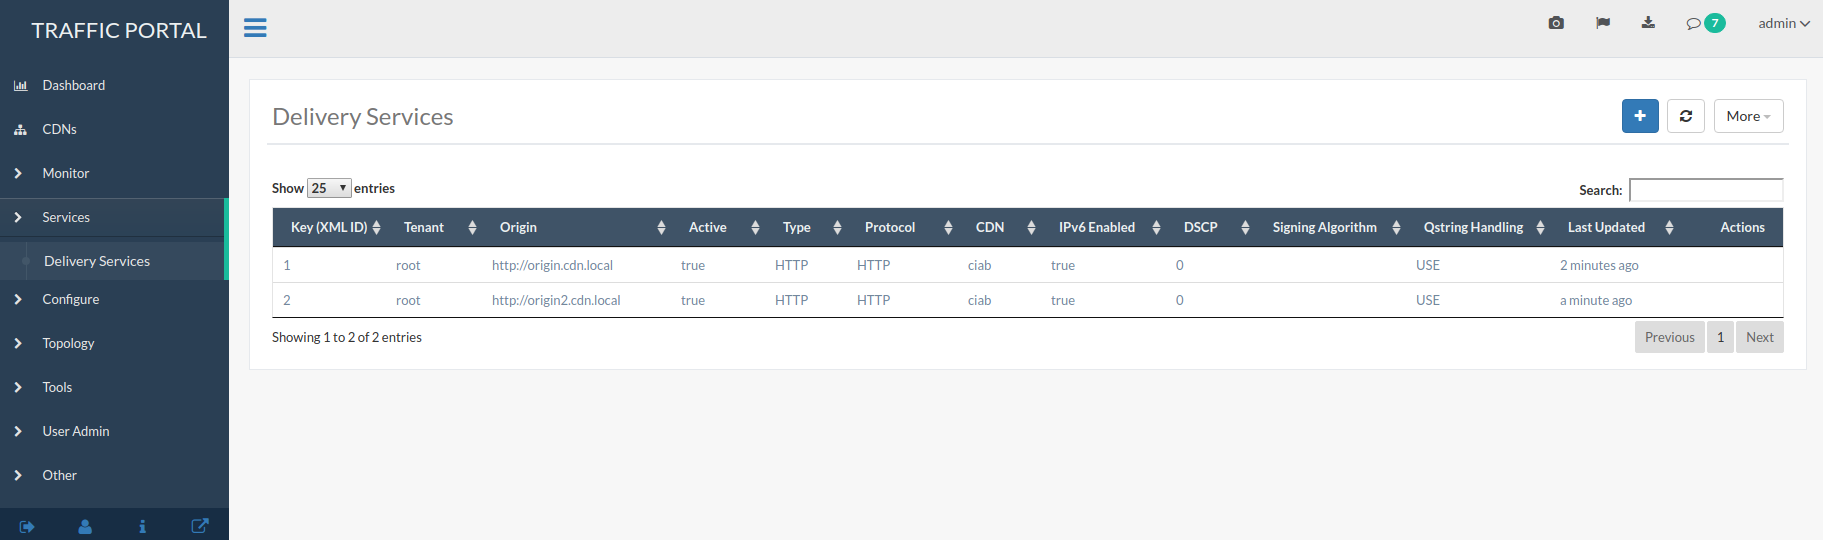 TRAFFIC PORTAL
7
admin
Dashboard
CDNs
Monitor
Services
Delivery Services
Configure
Topology
Tools
User Admin
Other
Delivery Services
More
Show 25 entries
Search:
Key (XML ID) Tenant Origin Active Type Protocol CDN IPv6 Enabled DSCP Signing Algorithm Qstring Handling Last Updated Actions
1 root http://origin.cdn.local true HTTP HTTP ciab true 0 USE 2 minutes ago
2 root http://origin2.cdn.local true HTTP HTTP ciab true 0 USE a minute ago
Showing 1 to 2 of 2 entries
Previous 1 Next